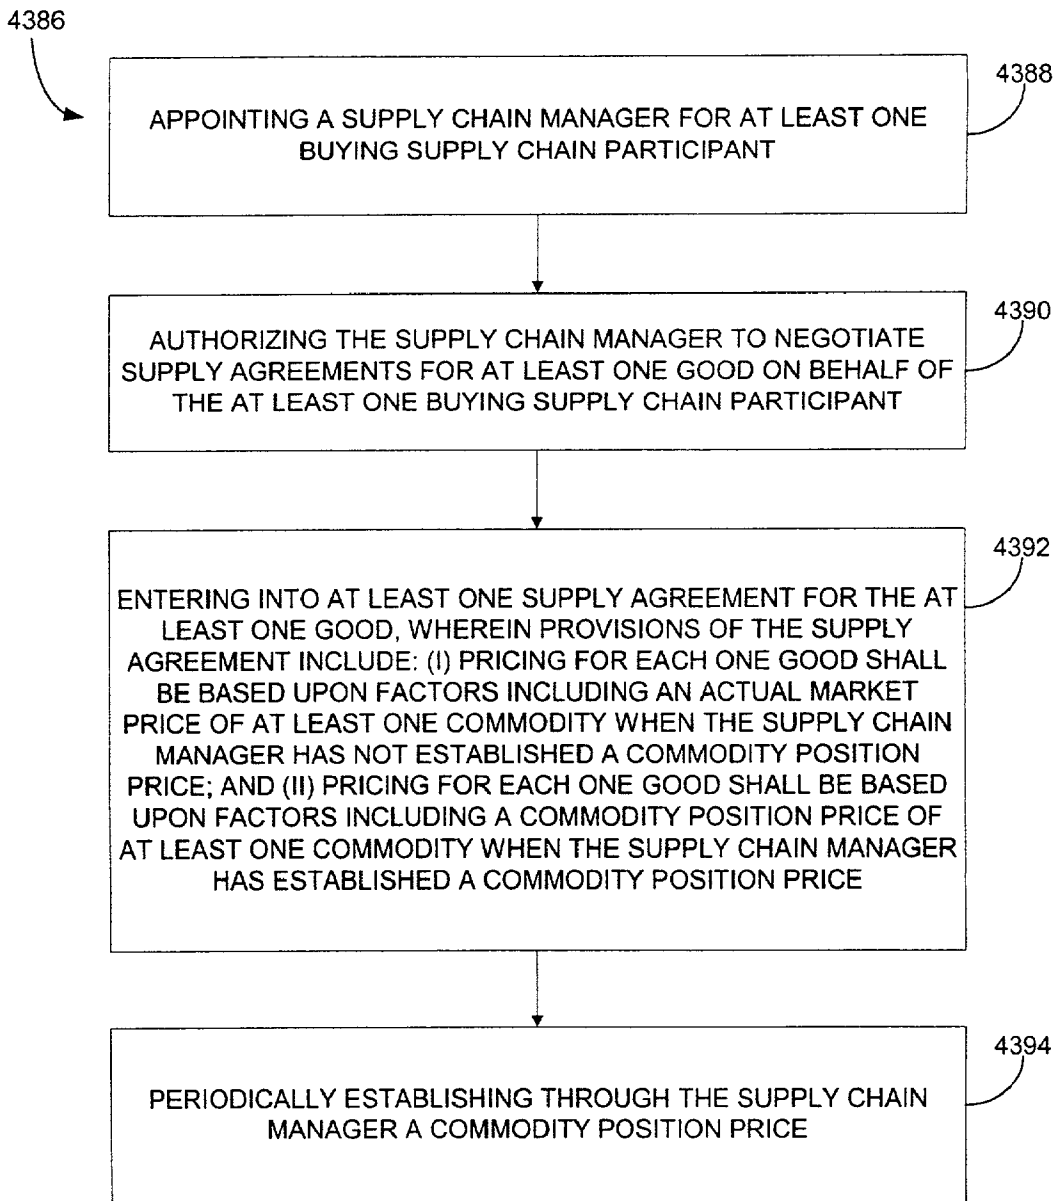 4386
4388
APPOINTING A SUPPLY CHAIN MANAGER FOR AT LEAST ONE
BUYING SUPPLY CHAIN PARTICIPANT
4390
AUTHORIZING THE SUPPLY CHAIN MANAGER TO NEGOTIATE
SUPPLY AGREEMENTS FOR AT LEAST ONE GOOD ON BEHALF OF
THE AT LEAST ONE BUYING SUPPLY CHAIN PARTICIPANT
4392
ENTERING INTO AT LEAST ONE SUPPLY AGREEMENT FOR THE AT
LEAST ONE GOOD, WHEREIN PROVISIONS OF THE SUPPLY
AGREEMENT INCLUDE: (I) PRICING FOR EACH ONE GOOD SHALL
BE BASED UPON FACTORS INCLUDING AN ACTUAL MARKET
PRICE OF AT LEAST ONE COMMODITY WHEN THE SUPPLY CHAIN
MANAGER HAS NOT ESTABLISHED A COMMODITY POSITION
PRICE; AND (II) PRICING FOR EACH ONE GOOD SHALL BE BASED
UPON FACTORS INCLUDING A COMMODITY POSITION PRICE OF
AT LEAST ONE COMMODITY WHEN THE SUPPLY CHAIN MANAGER
HAS ESTABLISHED A COMMODITY POSITION PRICE
4394
PERIODICALLY ESTABLISHING THROUGH THE SUPPLY CHAIN
MANAGER A COMMODITY POSITION PRICE